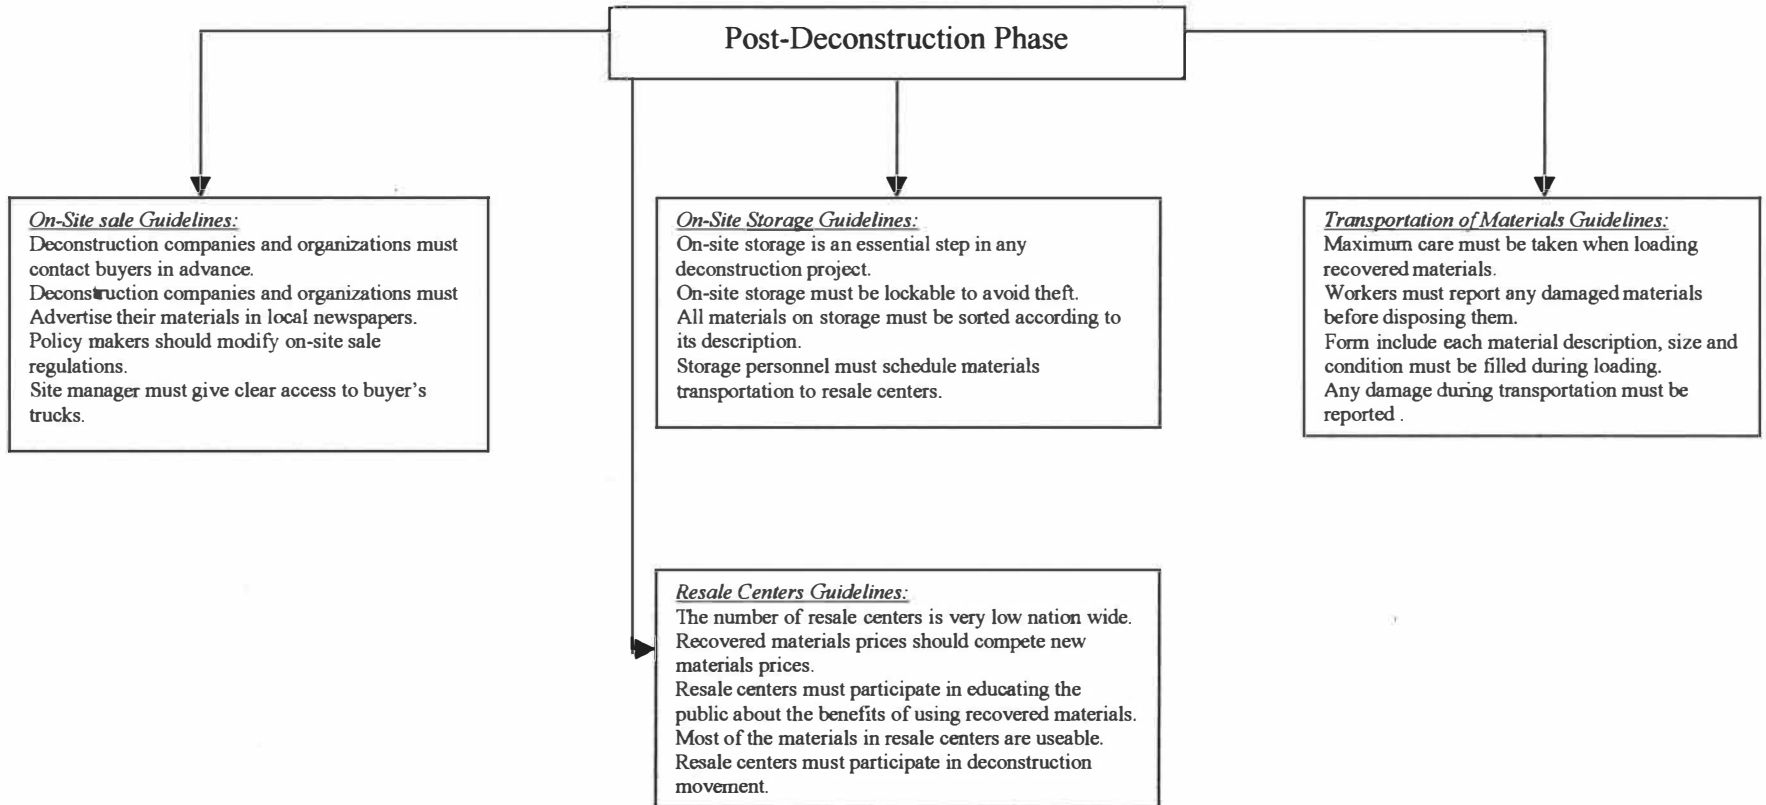 Post-Deconstruction Phase
On-Site sale Guidelines:
Deconstruction companies and organizations must
contact buyers in advance.
Deconstruction companies and organizations must
Advertise their materials in local newspapers.
Policy makers should modify on-site sale
regulations.
Site manager must give clear access to buyer's
trucks.
On-Site Storage Guidelines:
On-site storage is an essential step in any
deconstruction project.
On-site storage must be lockable to avoid theft.
All materials on storage must be sorted according to
its description.
Storage personnel must schedule materials
transportation to resale centers.
Transportation of Materials Guidelines:
Maximum care must be taken when loading
recovered materials.
Workers must report any damaged materials
before disposing them.
Form include each material description, size and
condition must be filled during loading.
Any damage during transportation must be
reported .
Resale Centers Guidelines:
The number of resale centers is very low nation wide.
Recovered materials prices should compete new
materials prices.
Resale centers must participate in educating the
public about the benefits of using recovered materials.
Most of the materials in resale centers are useable.
Resale centers must participate in deconstruction
movement.